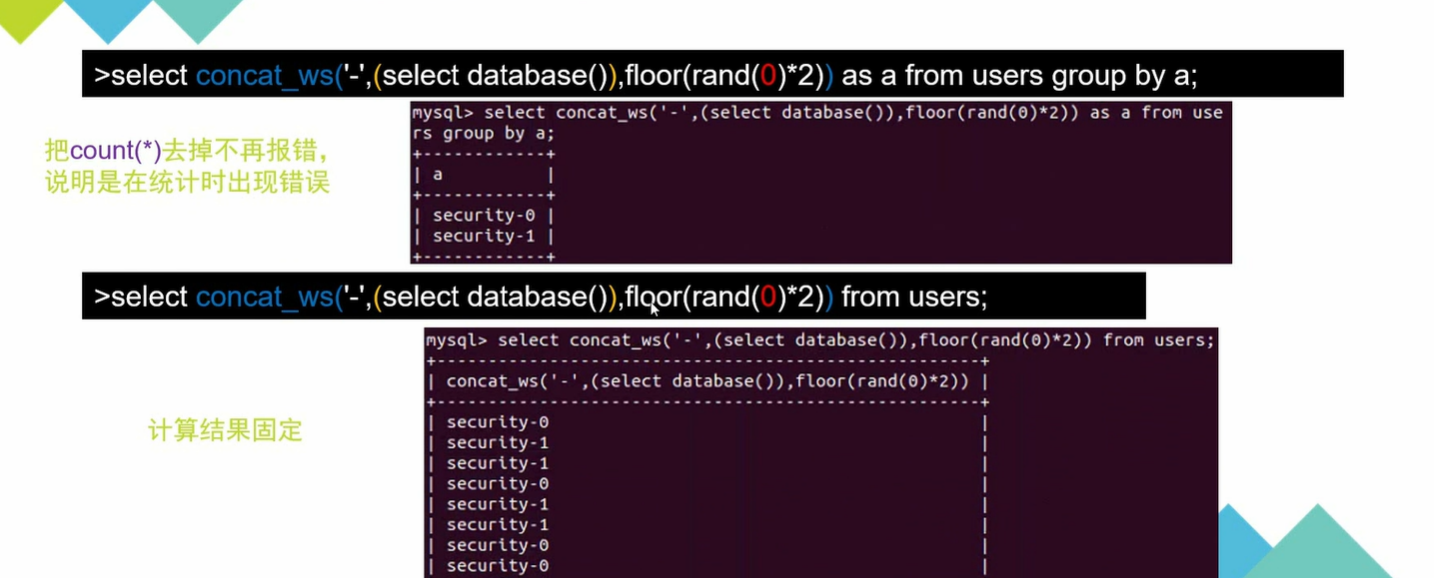 >select concat_ws('-',(select database()),floor(rand(0)*2)) as a from users group by a;
mysql> select concat_ws('-',(select database()),floor(rand(0)*2)) as a from use
rs group by a;
+------------+
| a          |
+------------+
| security-0 |
| security-1 |
+------------+
把count(*)去掉不再报错，
说明是在统计时出现错误
>select concat_ws('-',(select database()),floor(rand(0)*2)) from users;
mysql> select concat_ws('-',(select database()),floor(rand(0)*2)) from users;
+-----------------------------------------------------+
| concat_ws('-',(select database()),floor(rand(0)*2)) |
+-----------------------------------------------------+
| security-0                                          |
| security-1                                          |
| security-1                                          |
| security-0                                          |
| security-1                                          |
| security-1                                          |
| security-0                                          |
| security-0                                          |
计算结果固定